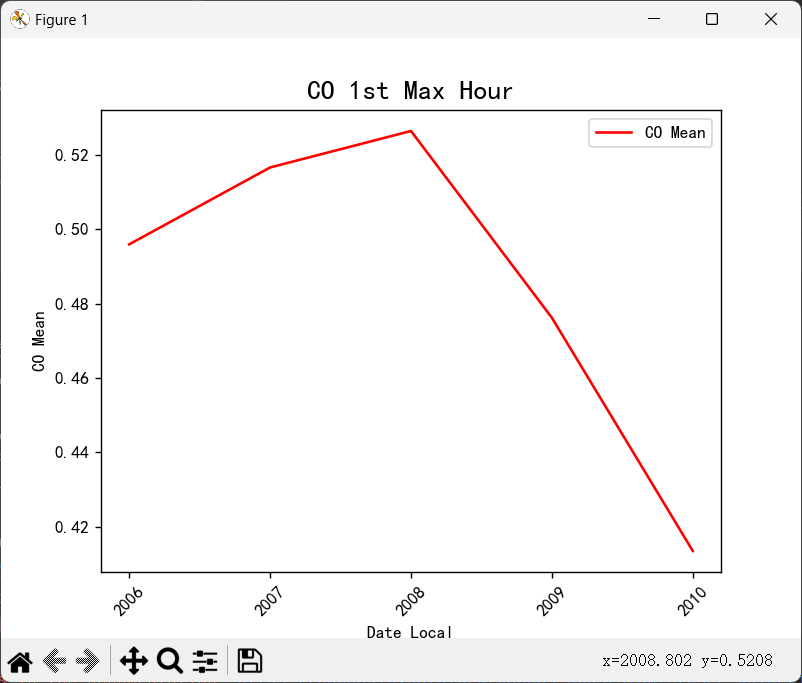 Figure 1
CO 1st Max Hour
CO Mean
0.52
0.50
0.48
0.46
0.44
0.42
CO Mean
2006
2007
2008
2009
2010
Date Local
x=2008.802 y=0.5208